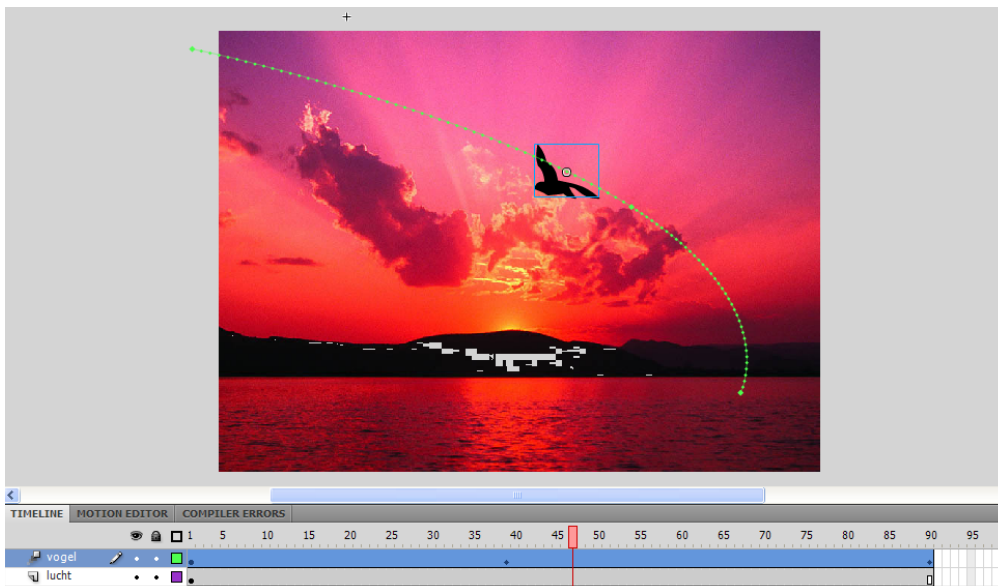 TIMELINE MOTION EDITOR COMPILER ERRORS
1 5 10 15 20 25 30 35 40 45 50 55 60 65 70 75 80 85 90 95
vogel
lucht